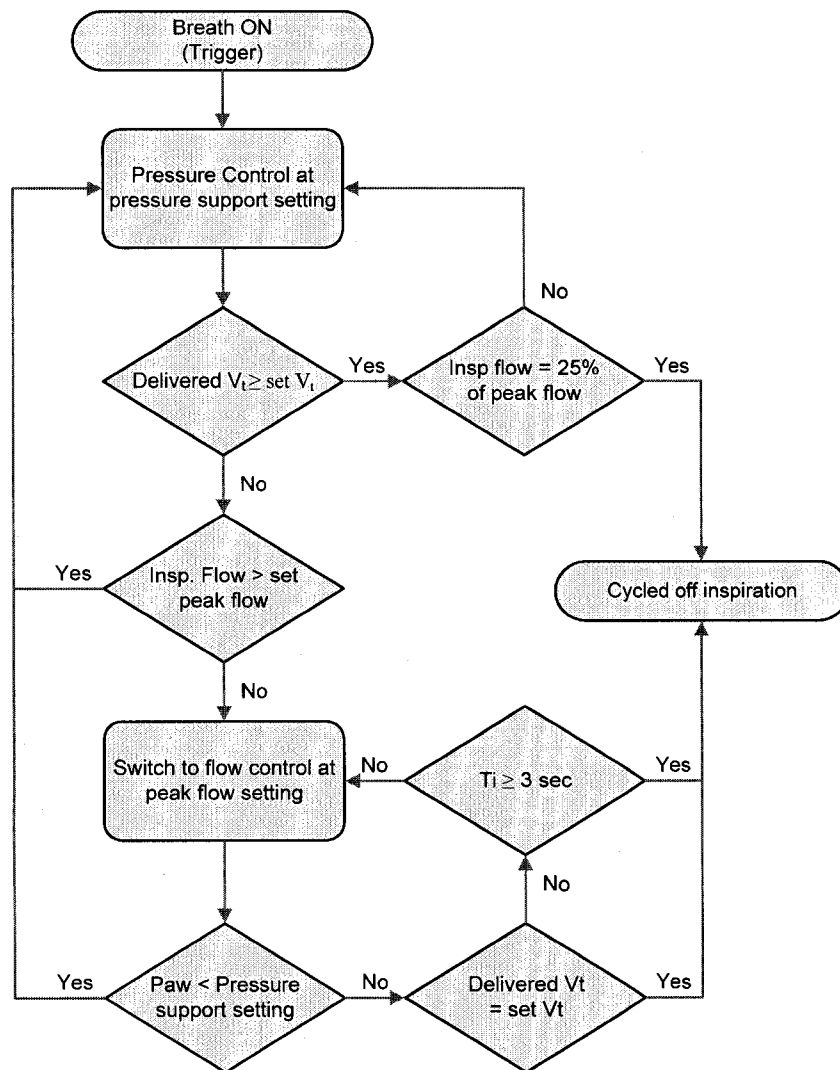 Breath ON
(Trigger)
Pressure Control at
pressure support setting
No
Delivered Vt ≥ set Vt
Yes
Insp flow = 25%
of peak flow
Yes
No
Yes
Insp. Flow > set
peak flow
Cycled off inspiration
No
Switch to flow control at
peak flow setting
No
Ti ≥ 3 sec
Yes
No
Yes
Paw < Pressure
support setting
No
Delivered Vt
= set Vt
Yes